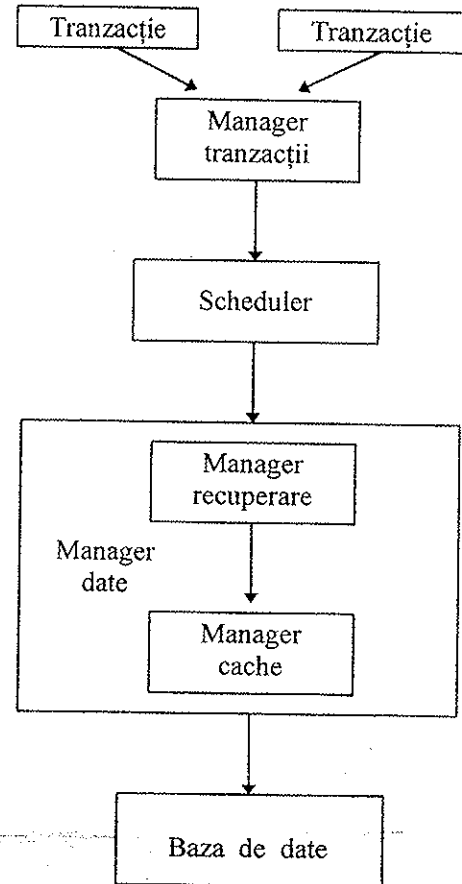 Tranzacție
Tranzacție
Manager
tranzacții
Scheduler
Manager
recuperare
Manager
date
Manager
cache
Baza de date